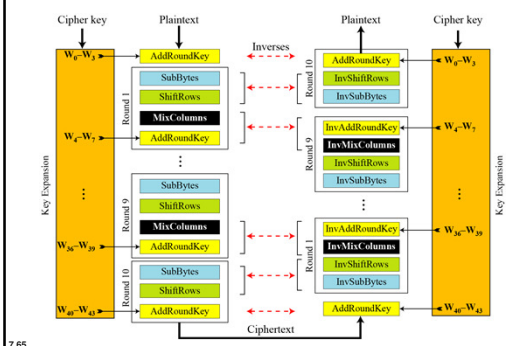 Cipher key
Plaintext
Plaintext
Cipher key
W0–W3
AddRoundKey
Inverses
AddRoundKey
W0–W3
Round 1
SubBytes
ShiftRows
MixColumns
AddRoundKey
W4–W7
Round 10
InvShiftRows
InvSubBytes
Round 9
InvAddRoundKey
InvMixColumns
InvShiftRows
InvSubBytes
W4–W7
Key Expansion
⋮
⋮
⋮
⋮
Key Expansion
Round 9
SubBytes
ShiftRows
MixColumns
AddRoundKey
W36–W39
Round 1
InvAddRoundKey
InvMixColumns
InvShiftRows
InvSubBytes
W36–W39
Round 10
SubBytes
ShiftRows
AddRoundKey
W40–W43
AddRoundKey
W40–W43
Ciphertext
7.65